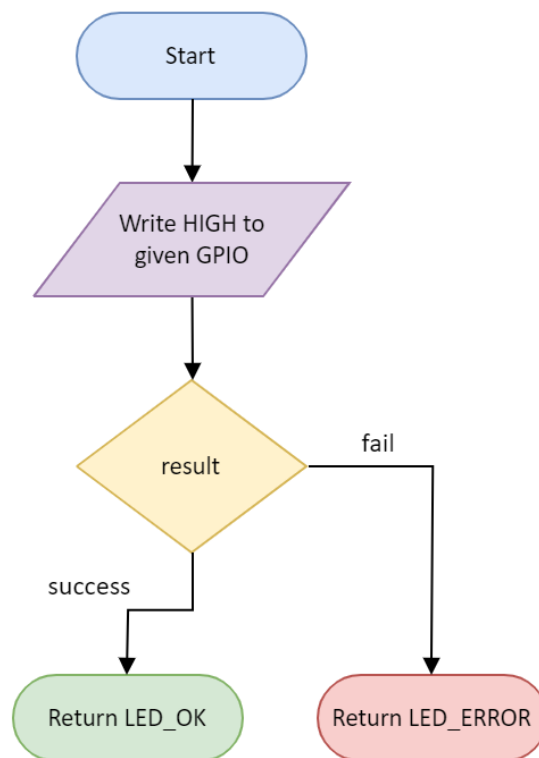 Start
Write HIGH to
given GPIO
result
fail
success
Return LED_OK
Return LED_ERROR